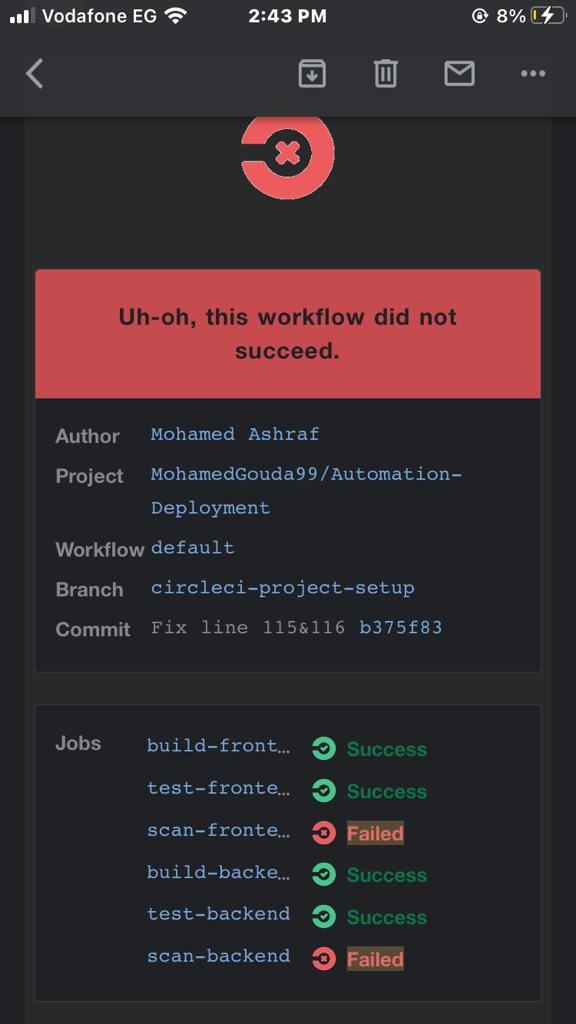 Vodafone EG 2:43 PM 8%
Uh-oh, this workflow did not
succeed.
Author Mohamed Ashraf
Project MohamedGouda99/Automation-
Deployment
Workflow default
Branch circleci-project-setup
Commit Fix line 115&116 b375f83
Jobs build-front… Success
test-fronte… Success
scan-fronte… Failed
build-backe… Success
test-backend Success
scan-backend Failed